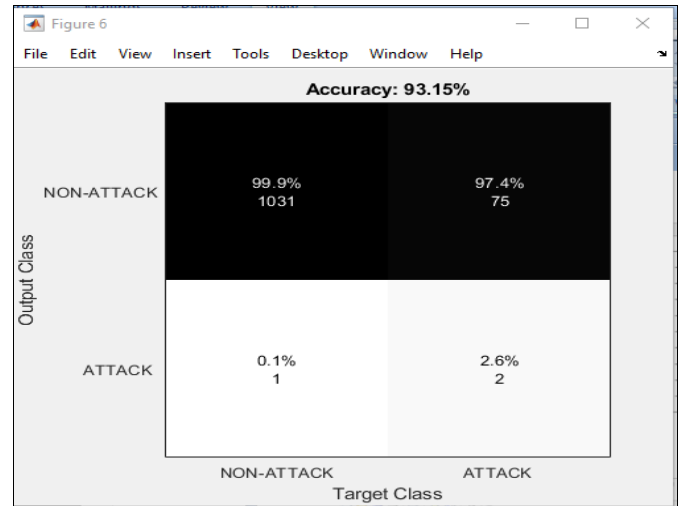 Figure 6
File Edit View Insert Tools Desktop Window Help
Accuracy: 93.15%
NON-ATTACK
99.9%
1031
97.4%
75
Output Class
ATTACK
0.1%
1
2.6%
2
NON-ATTACK
ATTACK
Target Class